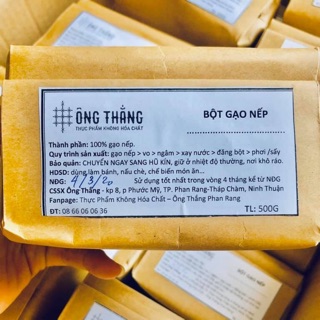 ÔNG THẲNG
THỰC PHẨM KHÔNG HÓA CHẤT
BỘT GẠO NẾP
Thành phần: 100% gạo nếp.
Quy trình sản xuất: gạo nếp > vo > ngâm > xay nước > đăng bột > phơi /sấy
Bảo quản: CHUYỂN NGAY SANG HŨ KÍN, giữ ở nhiệt độ thường, nơi khô ráo.
HDSD: dùng làm bánh, nấu chè, chế biến món ăn...
NĐG: 4/3/20 Sử dụng tốt nhất trong vòng 4 tháng kể từ NĐG
CSSX Ông Thẳng - kp 8, p Phước Mỹ, TP. Phan Rang-Tháp Chàm, Ninh Thuận
Fanpage: Thực Phẩm Không Hóa Chất – Ông Thẳng Phan Rang
ĐT: 08 66 06 06 36
TL: 500G